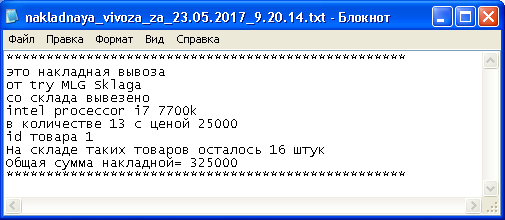 nakladnaya_vivoza_za_23.05.2017_9.20.14.txt - Блокнот
Файл Правка Формат Вид Справка
**************************************************
это накладная вывоза
от try MLG Sklaga
со склада вывезено
intel processor i7 7700k
в количестве 13 с ценой 25000
id товара 1
На складе таких товаров осталось 16 штук
Общая сумма накладной= 325000
**************************************************